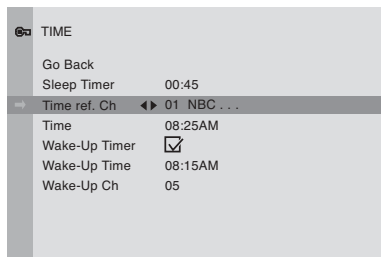 TIME
Go Back
Sleep Timer 00:45
Time ref. Ch 01 NBC . . .
Time 08:25AM
Wake-Up Timer
Wake-Up Time 08:15AM
Wake-Up Ch 05